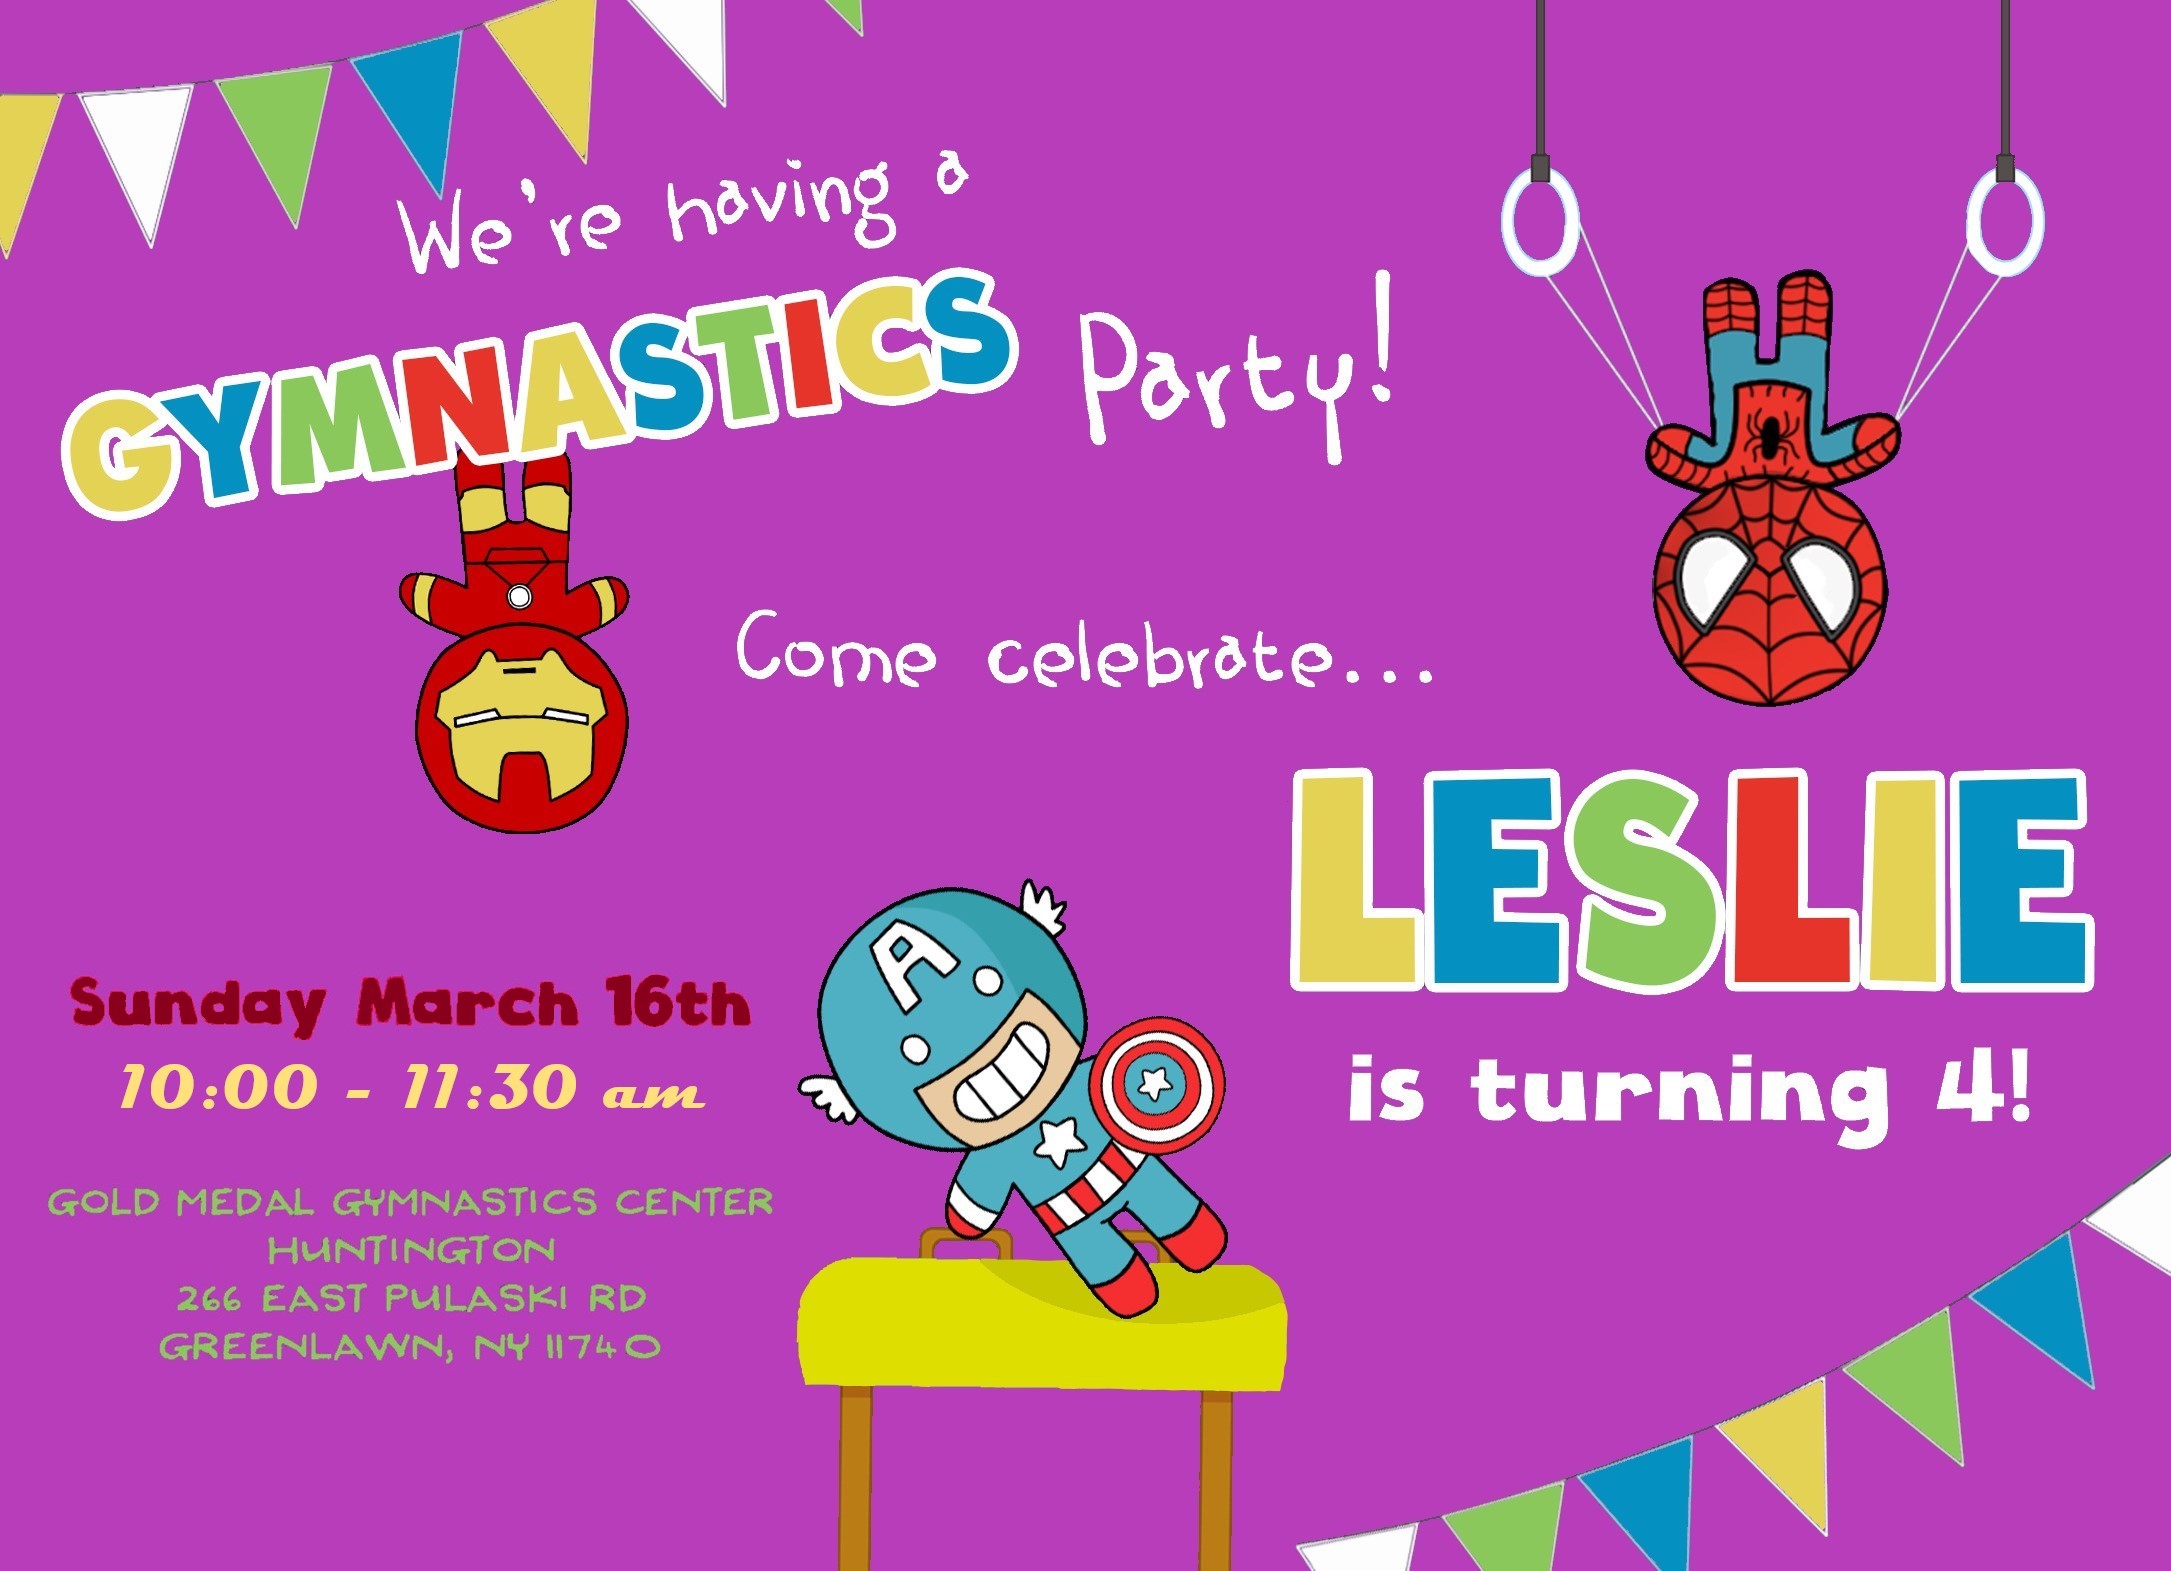 We're having a
GYMNASTICS Party!
Come celebrate...
LESLIE
is turning 4!
A
Sunday March 16th
10:00 - 11:30 am
GOLD MEDAL GYMNASTICS CENTER
HUNTINGTON
266 EAST PULASKI RD
GREENLAWN, NY 11740